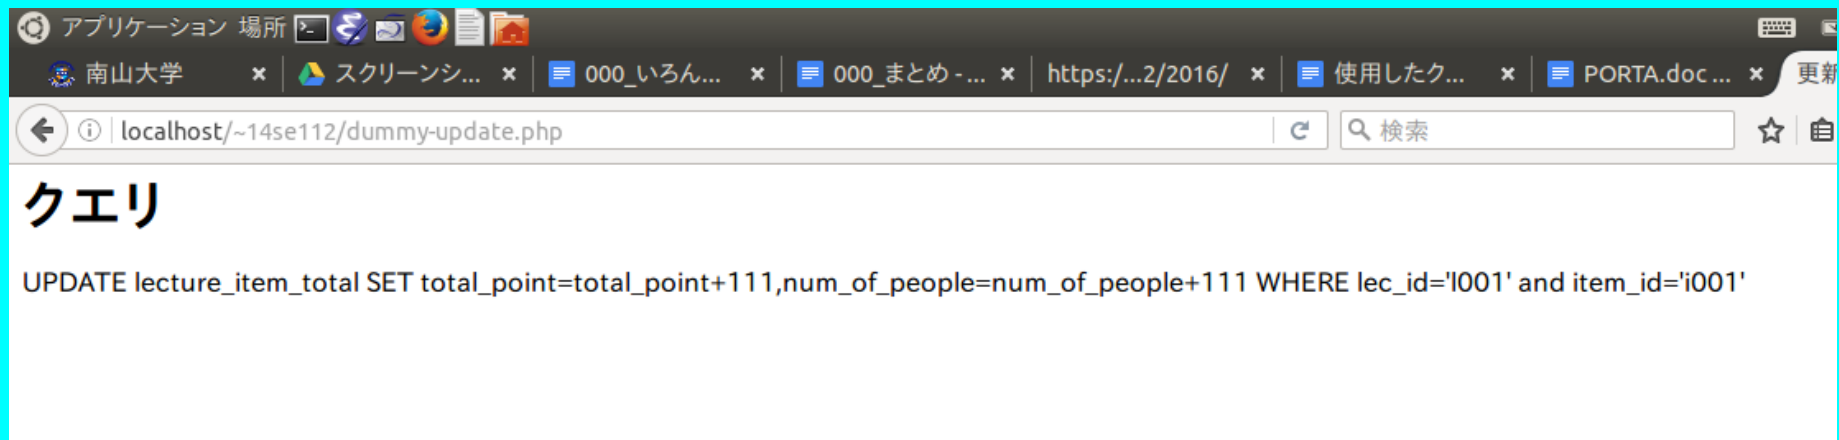 アプリケーション 場所
南山大学 × スクリーンシ... × 000_いろん... × 000_まとめ - ... × https:/...2/2016/ × 使用したク... × PORTA.doc ... × 更新
localhost/~14se112/dummy-update.php 検索
クエリ
UPDATE lecture_item_total SET total_point=total_point+111,num_of_people=num_of_people+111 WHERE lec_id='l001' and item_id='i001'